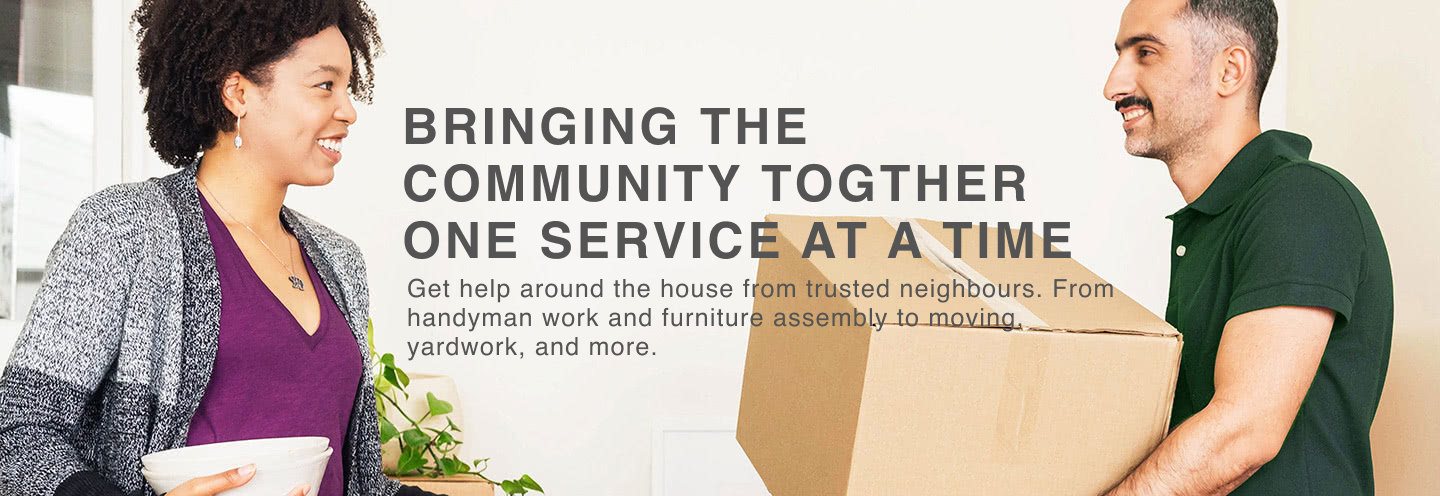 BRINGING THE
COMMUNITY TOGTHER
ONE SERVICE AT A TIME
Get help around the house from trusted neighbours. From
handyman work and furniture assembly to moving,
yardwork, and more.